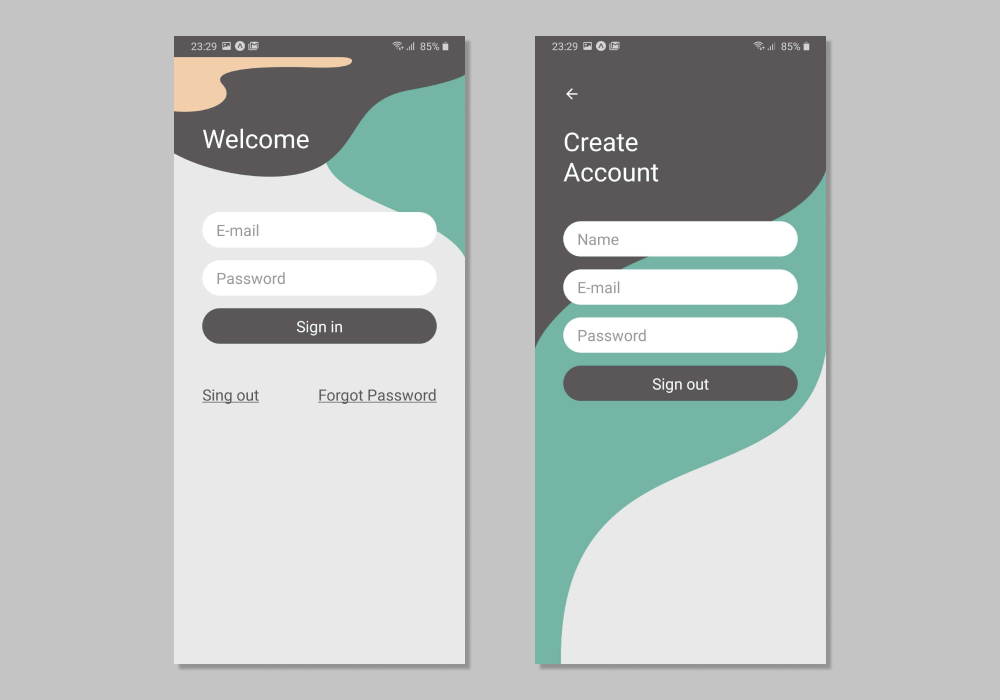 23:29 85%
Welcome
E-mail
Password
Sign in
Sing out Forgot Password
23:29 85%
Create
Account
Name
E-mail
Password
Sign out